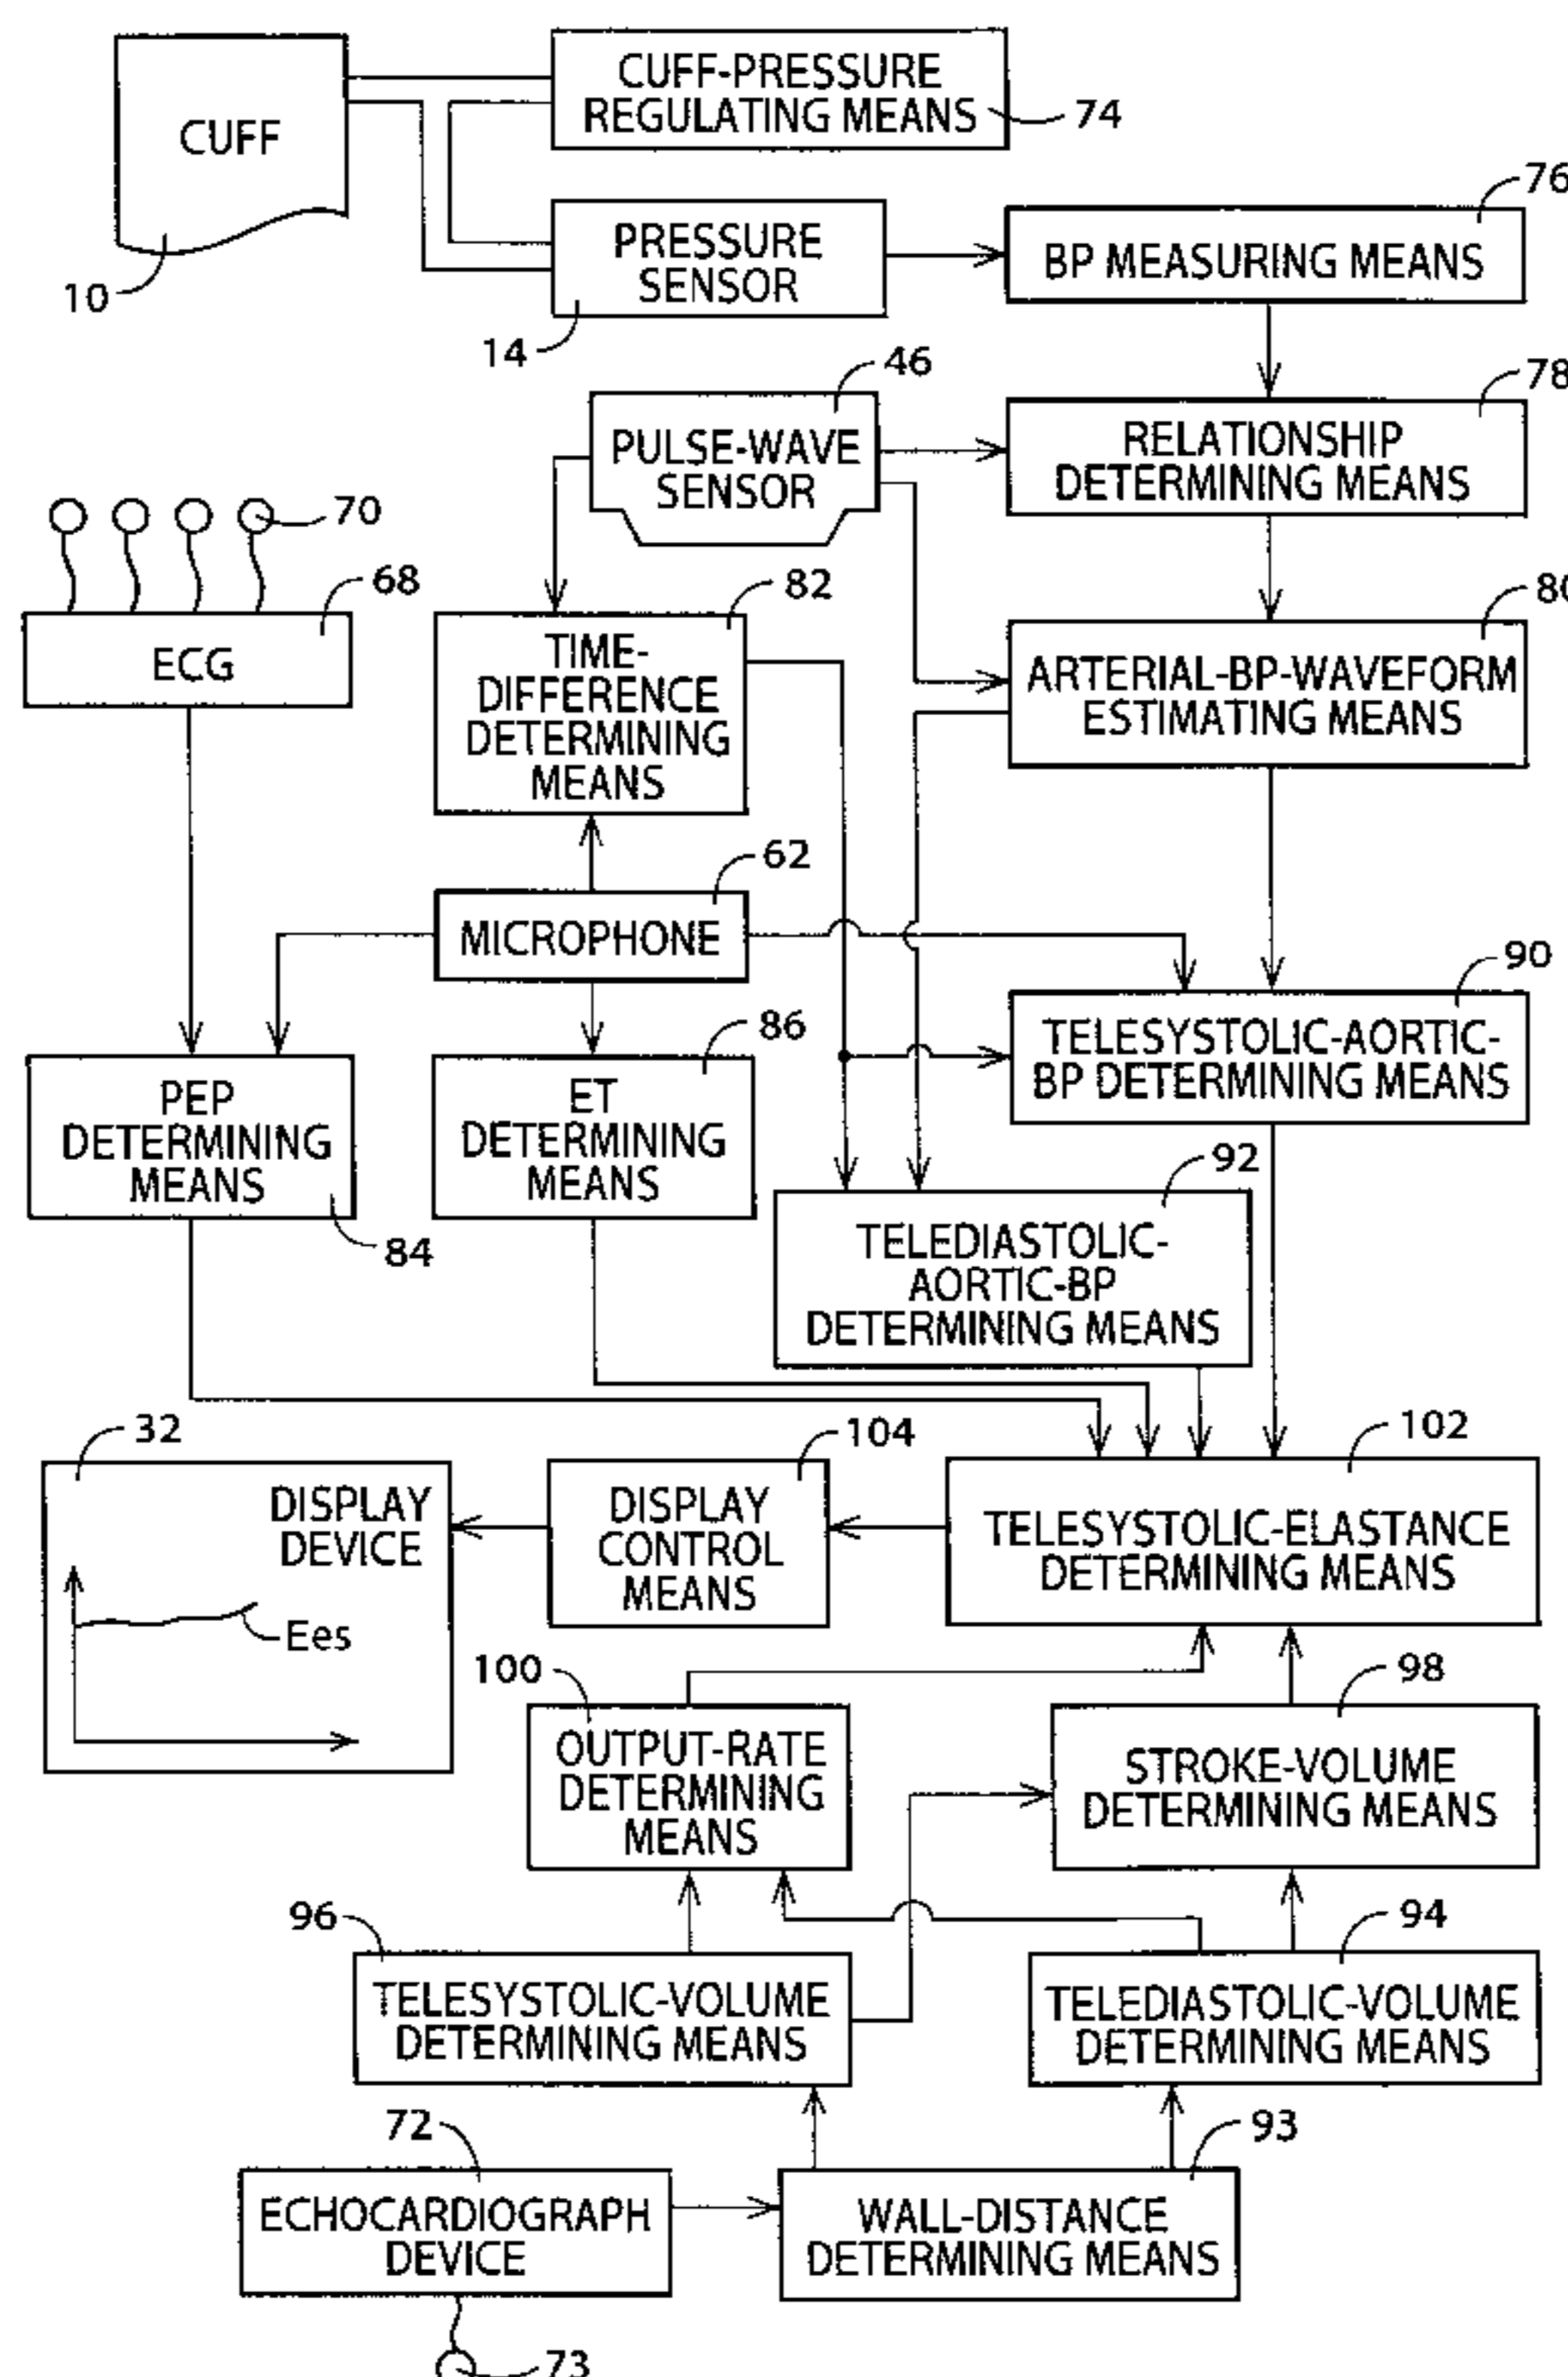 CUFF
10
CUFF-PRESSURE
REGULATING MEANS
74
PRESSURE
SENSOR
14
76
BP MEASURING MEANS
46
PULSE-WAVE
SENSOR
78
RELATIONSHIP
DETERMINING MEANS
70
68
ECG
82
TIME-
DIFFERENCE
DETERMINING
MEANS
80
ARTERIAL-BP-WAVEFORM
ESTIMATING MEANS
62
MICROPHONE
90
TELESYSTOLIC-AORTIC-
BP DETERMINING MEANS
PEP
DETERMINING
MEANS
84
86
ET
DETERMINING
MEANS
92
TELEDIASTOLIC-
AORTIC-BP
DETERMINING MEANS
32
DISPLAY
DEVICE
Ees
104
DISPLAY
CONTROL
MEANS
102
TELESYSTOLIC-ELASTANCE
DETERMINING MEANS
100
OUTPUT-RATE
DETERMINING
MEANS
98
STROKE-VOLUME
DETERMINING MEANS
96
TELESYSTOLIC-VOLUME
DETERMINING MEANS
94
TELEDIASTOLIC-VOLUME
DETERMINING MEANS
72
ECHOCARDIOGRAPH
DEVICE
73
93
WALL-DISTANCE
DETERMINING MEANS